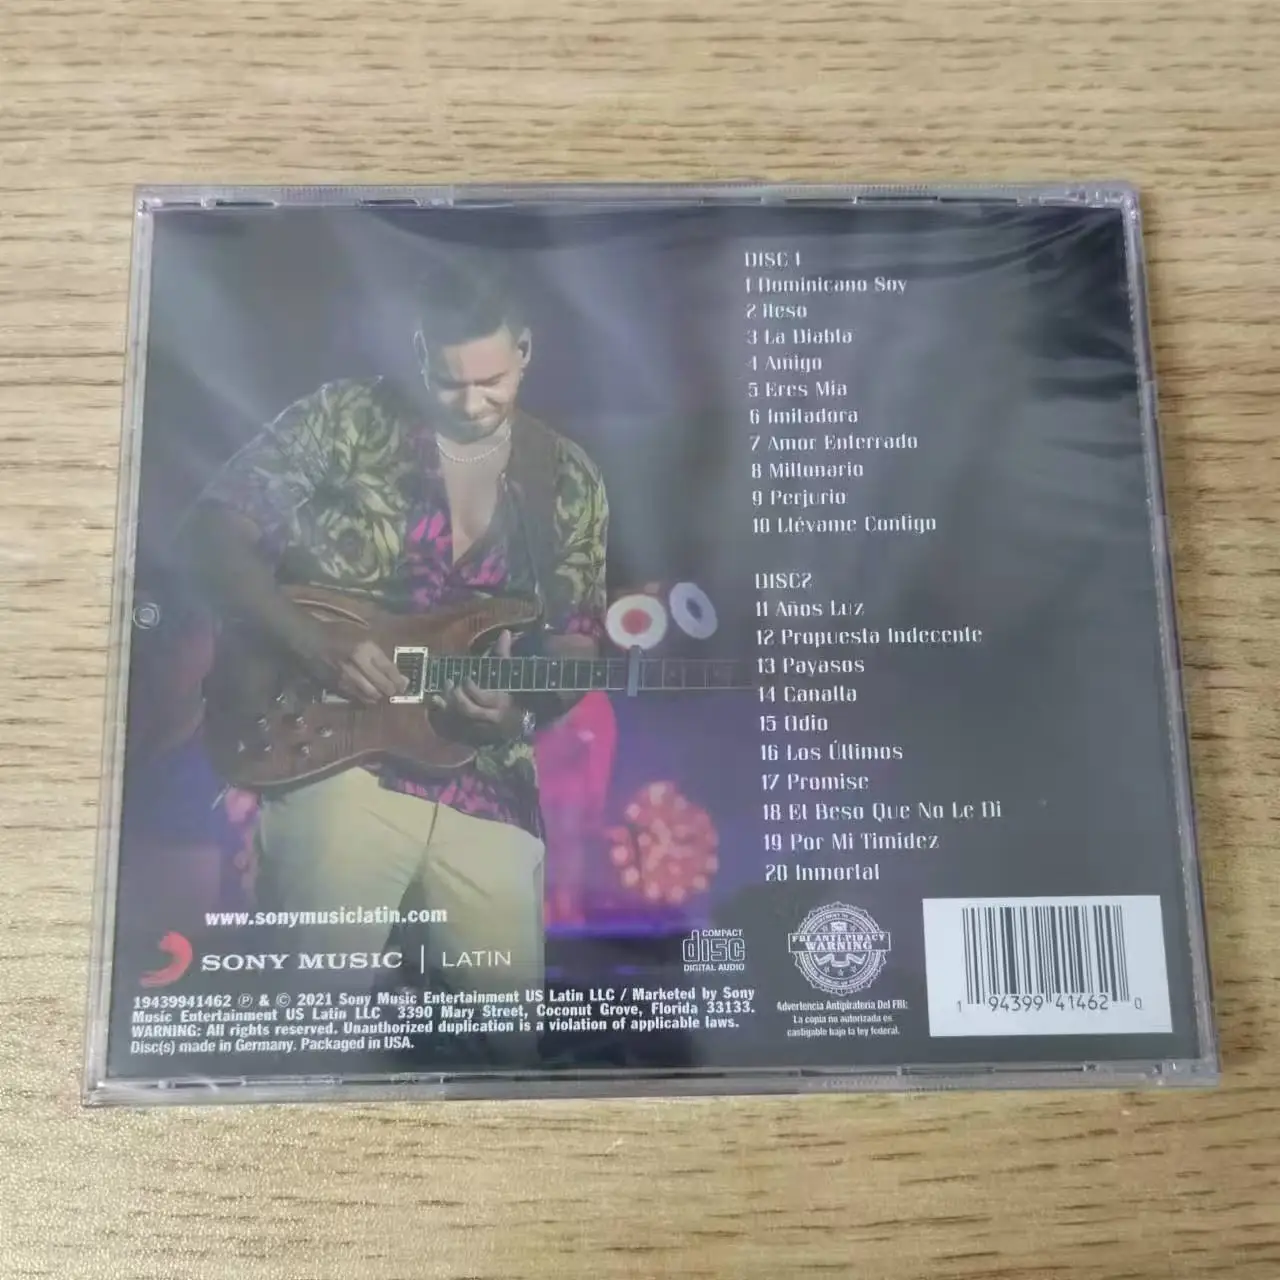 DISC 1
1 Dominicano Soy
2 Ileso
3 La Diabla
4 Amigo
5 Eres Mía
6 Imitadora
7 Amor Enterrado
8 Millonario
9 Perjurio
10 Llévame Contigo
DISC2
11 Años Luz
12 Propuesta Indecente
13 Payasos
14 Canalla
15 Odio
16 Los Últimos
17 Promise
18 El Beso Que No Le Di
19 Por Mi Timidez
20 Inmortal
www.sonymusiclatin.com
SONY MUSIC | LATIN
COMPACT
disc
DIGITAL AUDIO
FBI ANTI-PIRACY
WARNING
19439941462 ℗ & © 2021 Sony Music Entertainment US Latin LLC / Marketed by Sony
Music Entertainment US Latin LLC 3390 Mary Street, Coconut Grove, Florida 33133.
WARNING: All rights reserved. Unauthorized duplication is a violation of applicable laws.
Disc(s) made in Germany. Packaged in USA.
Advertencia Antipiratería Del FBI:
La copia no autorizada es
castigable bajo la ley federal.
1 94399 41462 0